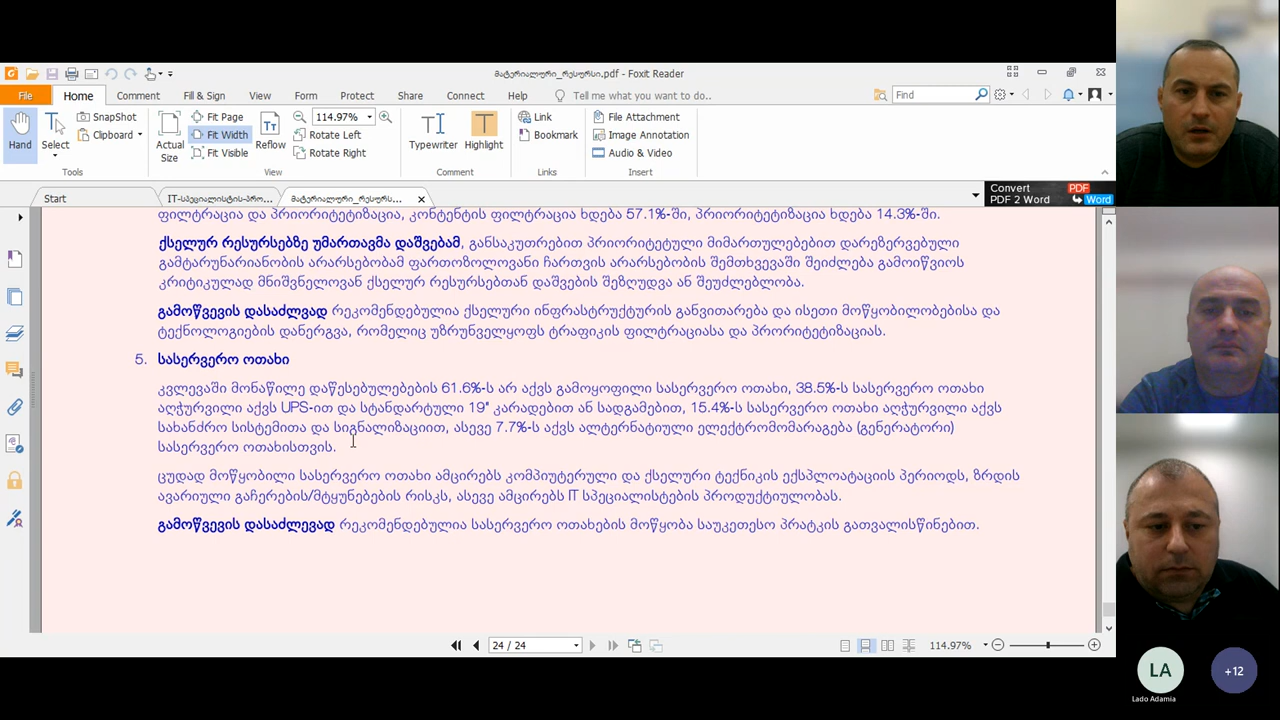 მატერიალური_რესურსი.pdf - Foxit Reader
File Home Comment Fill & Sign View Form Protect Share Connect Help Tell me what you want to do.. Find
Hand
Select
SnapShot
Clipboard
Tools
Actual Size
Fit Page
Fit Width
Fit Visible
Reflow
114.97%
Rotate Left
Rotate Right
View
Typewriter
Highlight
Comment
Link
Bookmark
Links
File Attachment
Image Annotation
Audio & Video
Insert
Start IT-სპეციალისტის-პრო... მატერიალური_რესურს...
Convert PDF
PDF 2 Word Word
ფილტრაცია და პრიორიტეტიზაცია, კონტენტის ფილტრაცია ხდება 57.1%-ში, პრიორიტეტიზაცია ხდება 14.3%-ში.
ქსელურ რესურსებზე უმართავმა დაშვებამ, განსაკუთრებით პრიორიტეტული მიმართულებებით დარეზერვებული
გამტარუნარიანობის არარსებობამ ფართოზოლოვანი ჩართვის არარსებობის შემთხვევაში შეიძლება გამოიწვიოს
კრიტიკულად მნიშვნელოვან ქსელურ რესურსებთან დაშვების შეზღუდვა ან შეუძლებლობა.
გამოწვევის დასაძლვად რეკომენდებულია ქსელური ინფრასტრუქტურის განვითარება და ისეთი მოწყობილობებისა და
ტექნოლოგიების დანერგვა, რომელიც უზრუნველყოფს ტრაფიკის ფილტრაციასა და პრორიტეტიზაციას.
5. სასერვერო ოთახი
კვლევაში მონაწილე დაწესებულებების 61.6%-ს არ აქვს გამოყოფილი სასერვერო ოთახი, 38.5%-ს სასერვერო ოთახი
აღჭურვილი აქვს UPS-ით და სტანდარტული 19" კარადებით ან სადგამებით, 15.4%-ს სასერვერო ოთახი აღჭურვილი აქვს
სახანძრო სისტემითა და სიგნალიზაციით, ასევე 7.7%-ს აქვს ალტერნატიული ელექტრომომარაგება (გენერატორი)
სასერვერო ოთახისთვის.
ცუდად მოწყობილი სასერვერო ოთახი ამცირებს კომპიუტერული და ქსელური ტექნიკის ექსპლოატაციის პერიოდს, ზრდის
ავარიული გაჩერების/მტყუნებების რისკს, ასევე ამცირებს IT სპეციალისტების პროდუქტიულობას.
გამოწვევის დასაძლევად რეკომენდებულია სასერვერო ოთახების მოწყობა საუკეთესო პრატკის გათვალისწინებით.
24 / 24
114.97%
LA
Lado Adamia
+12